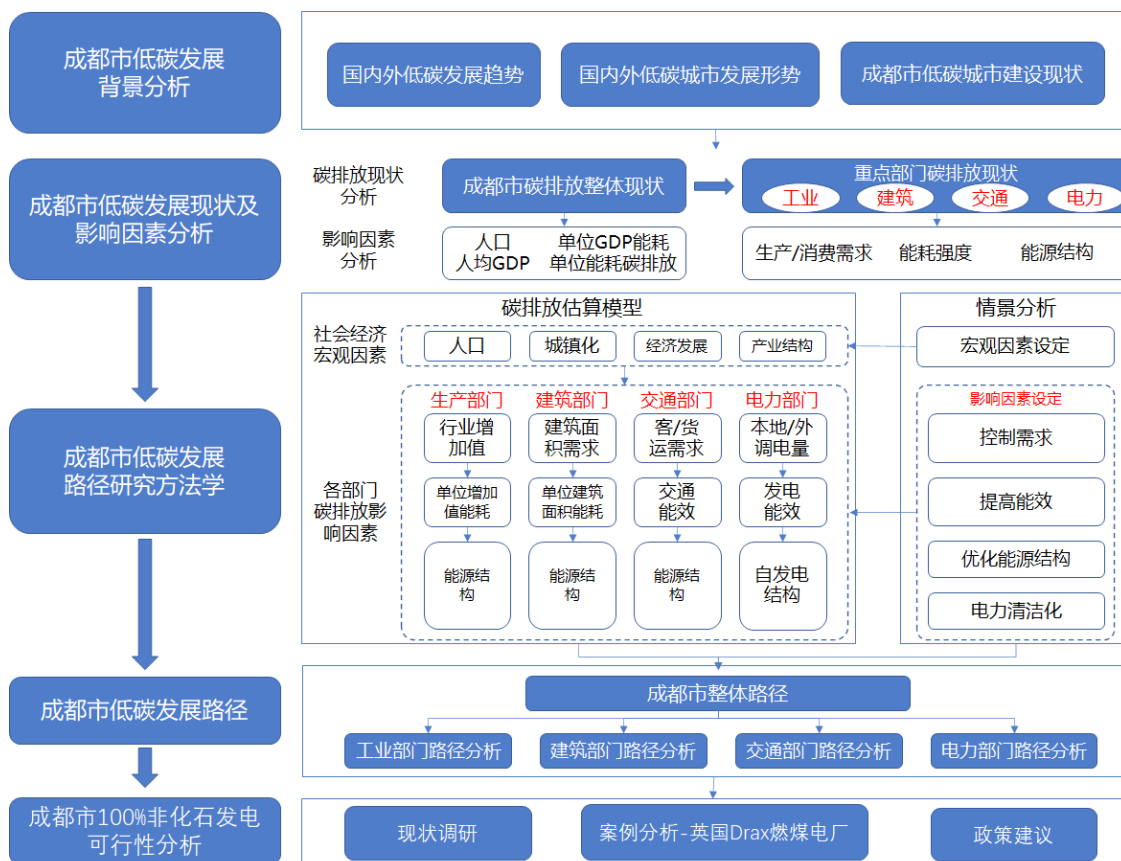 成都市低碳发展
背景分析
国内外低碳发展趋势
国内外低碳城市发展形势
成都市低碳城市建设现状
成都市低碳发展现状及
影响因素分析
碳排放现状
分析
成都市碳排放整体现状
重点部门碳排放现状
工业
建筑
交通
电力
影响因素
分析
人口
单位GDP能耗
人均GDP
单位能耗碳排放
生产/消费需求
能耗强度
能源结构
成都市低碳发展
路径研究方法学
碳排放估算模型
社会经济
宏观因素
人口
城镇化
经济发展
产业结构
各部门
碳排放影
响因素
生产部门
建筑部门
交通部门
电力部门
行业增
加值
建筑面
积需求
客/货
运需求
本地/外
调电量
单位增加
值能耗
单位建筑
面积能耗
交通
能效
发电
能效
能源结
构
能源结
构
能源结
构
自发电
结构
情景分析
宏观因素设定
影响因素设定
控制需求
提高能效
优化能源结构
电力清洁化
成都市低碳发展路径
成都市整体路径
工业部门路径分析
建筑部门路径分析
交通部门路径分析
电力部门路径分析
成都市100%非化石发电
可行性分析
现状调研
案例分析-英国Drax燃煤电厂
政策建议